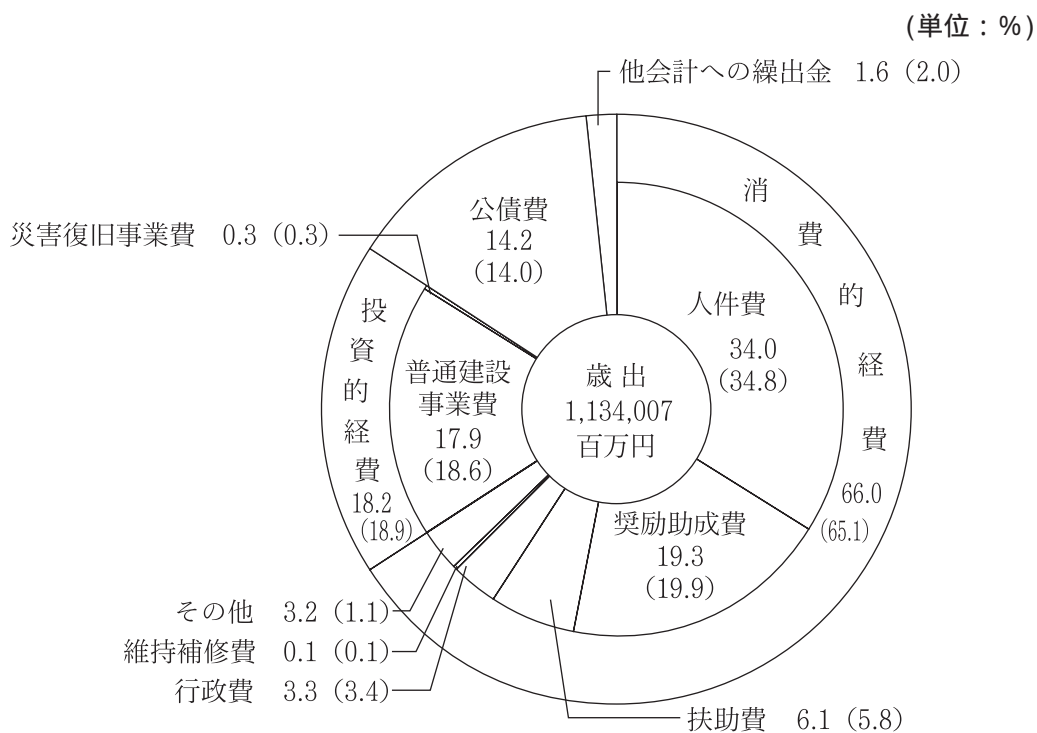 (単位：%)
他会計への繰出金 1.6（2.0）
消費的経費
66.0
（65.1）
人件費
34.0
（34.8）
公債費
14.2
（14.0）
災害復旧事業費 0.3（0.3）
投資的経費
18.2
（18.9）
普通建設
事業費
17.9
（18.6）
歳出
1,134,007
百万円
奨励助成費
19.3
（19.9）
その他 3.2（1.1）
維持補修費 0.1（0.1）
行政費 3.3（3.4）
扶助費 6.1（5.8）